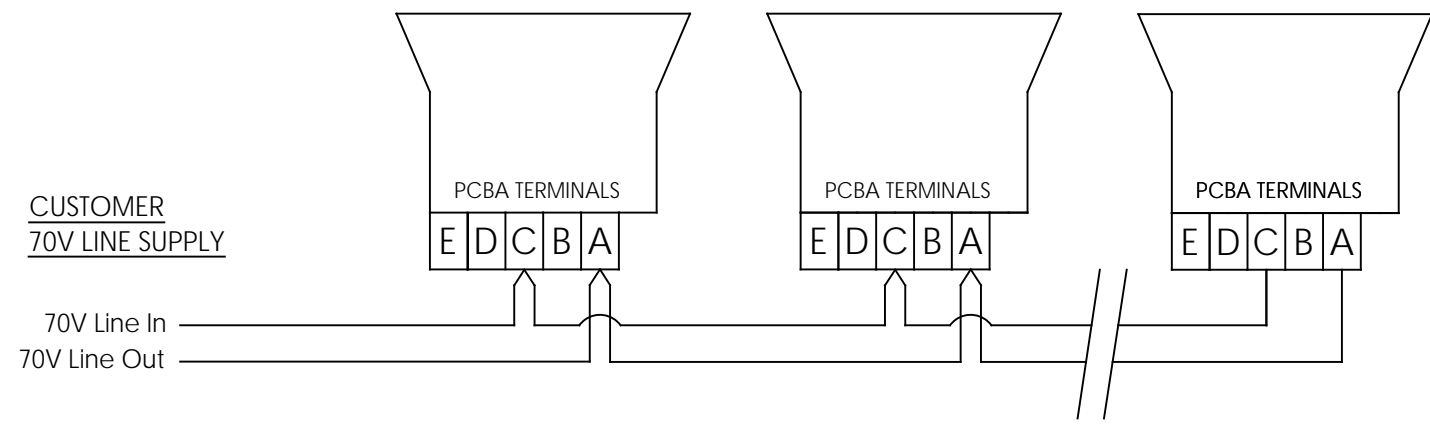 PCBA TERMINALS PCBA TERMINALS PCBA TERMINALS
CUSTOMER
70V LINE SUPPLY
E D C B A E D C B A E D C B A
70V Line In
70V Line Out